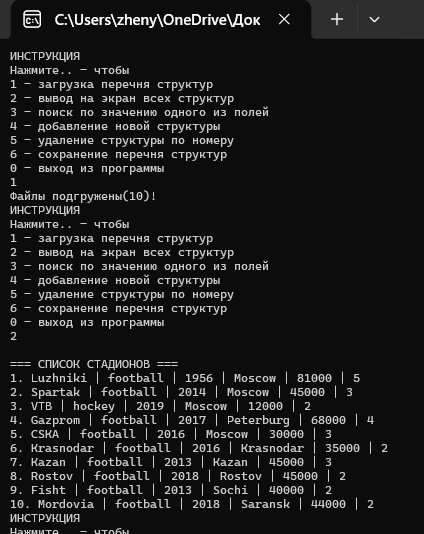 C:\Users\zheny\OneDrive\Док
ИНСТРУКЦИЯ
Нажмите.. - чтобы
1 - загрузка перечня структур
2 - вывод на экран всех структур
3 - поиск по значению одного из полей
4 - добавление новой структуры
5 - удаление структуры по номеру
6 - сохранение перечня структур
0 - выход из программы
1
Файлы подгружены(10)!
ИНСТРУКЦИЯ
Нажмите.. - чтобы
1 - загрузка перечня структур
2 - вывод на экран всех структур
3 - поиск по значению одного из полей
4 - добавление новой структуры
5 - удаление структуры по номеру
6 - сохранение перечня структур
0 - выход из программы
2
=== СПИСОК СТАДИОНОВ ===
1. Luzhniki | football | 1956 | Moscow | 81000 | 5
2. Spartak | football | 2014 | Moscow | 45000 | 3
3. VTB | hockey | 2019 | Moscow | 12000 | 2
4. Gazprom | football | 2017 | Peterburg | 68000 | 4
5. CSKA | football | 2016 | Moscow | 30000 | 3
6. Krasnodar | football | 2016 | Krasnodar | 35000 | 2
7. Kazan | football | 2013 | Kazan | 45000 | 3
8. Rostov | football | 2018 | Rostov | 45000 | 2
9. Fisht | football | 2013 | Sochi | 40000 | 2
10. Mordovia | football | 2018 | Saransk | 44000 | 2
ИНСТРУКЦИЯ
Нажмите.. - чтобы